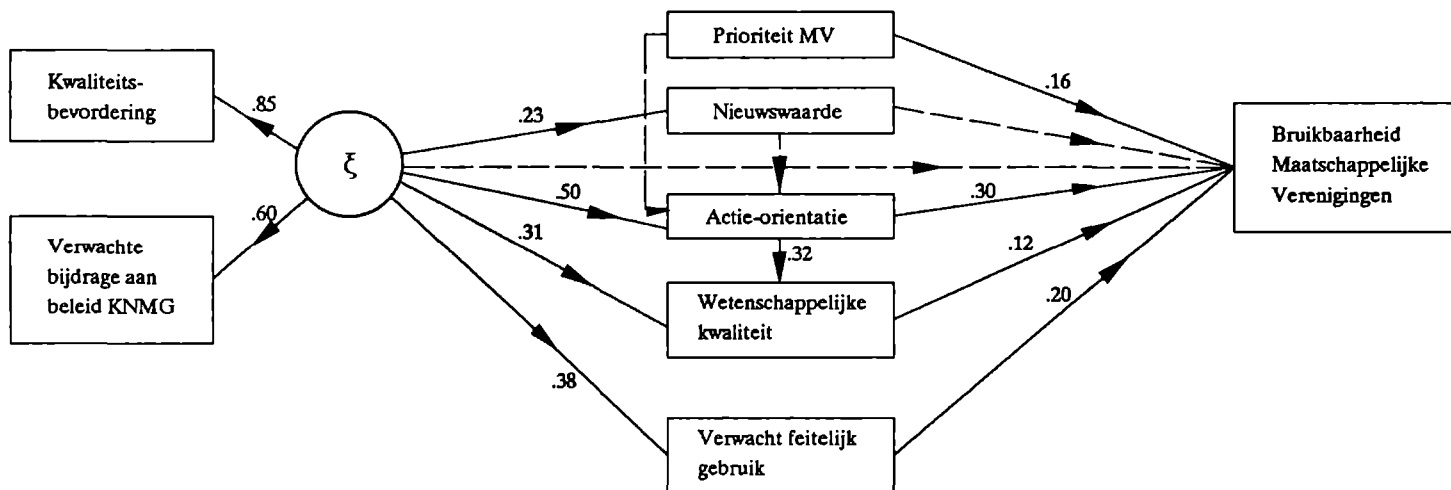 Prioriteit MV
Kwaliteits-
bevordering
.85
.23
Nieuwswaarde
.16
ξ
Bruikbaarheid
Maatschappelijke
Verenigingen
.60
.50
Actie-orientatie
.30
Verwachte
bijdrage aan
beleid KNMG
.31
.32
.12
Wetenschappelijke
kwaliteit
.20
.38
Verwacht feitelijk
gebruik